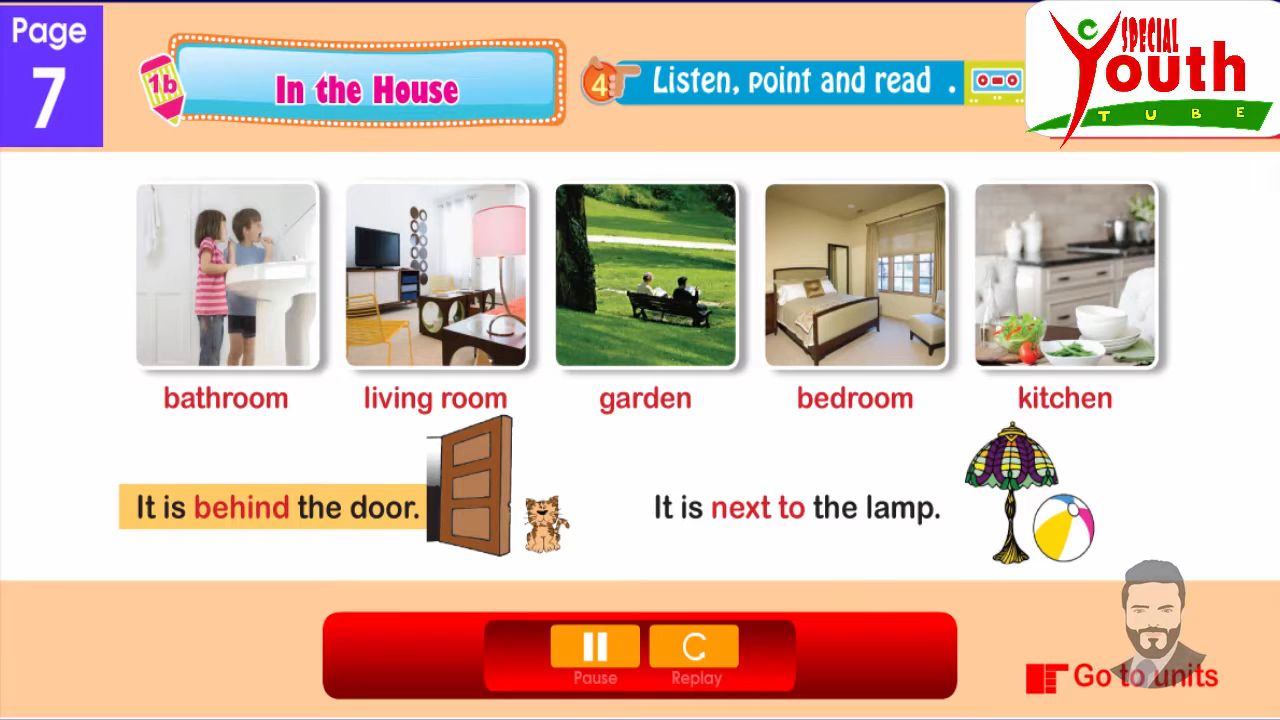 Page
7
1b
In the House
4
Listen, point and read .
SPECIAL
Youth
TUBE
C
bathroom
living room
garden
bedroom
kitchen
It is behind the door.
It is next to the lamp.
Pause
Replay
Go to units